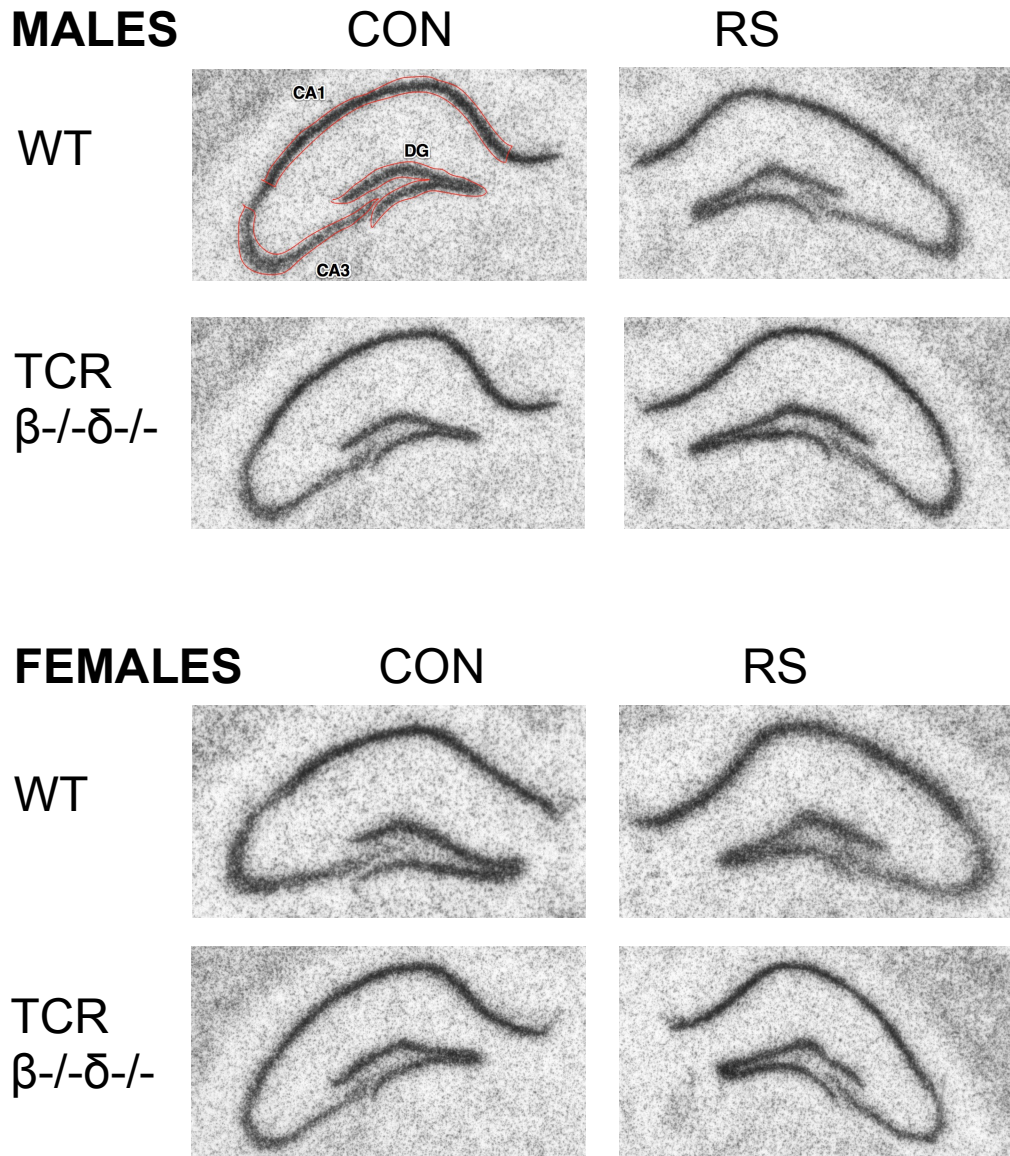 MALES CON RS
WT
CA1
DG
CA3
TCR
β-/-δ-/-
FEMALES CON RS
WT
TCR
β-/-δ-/-